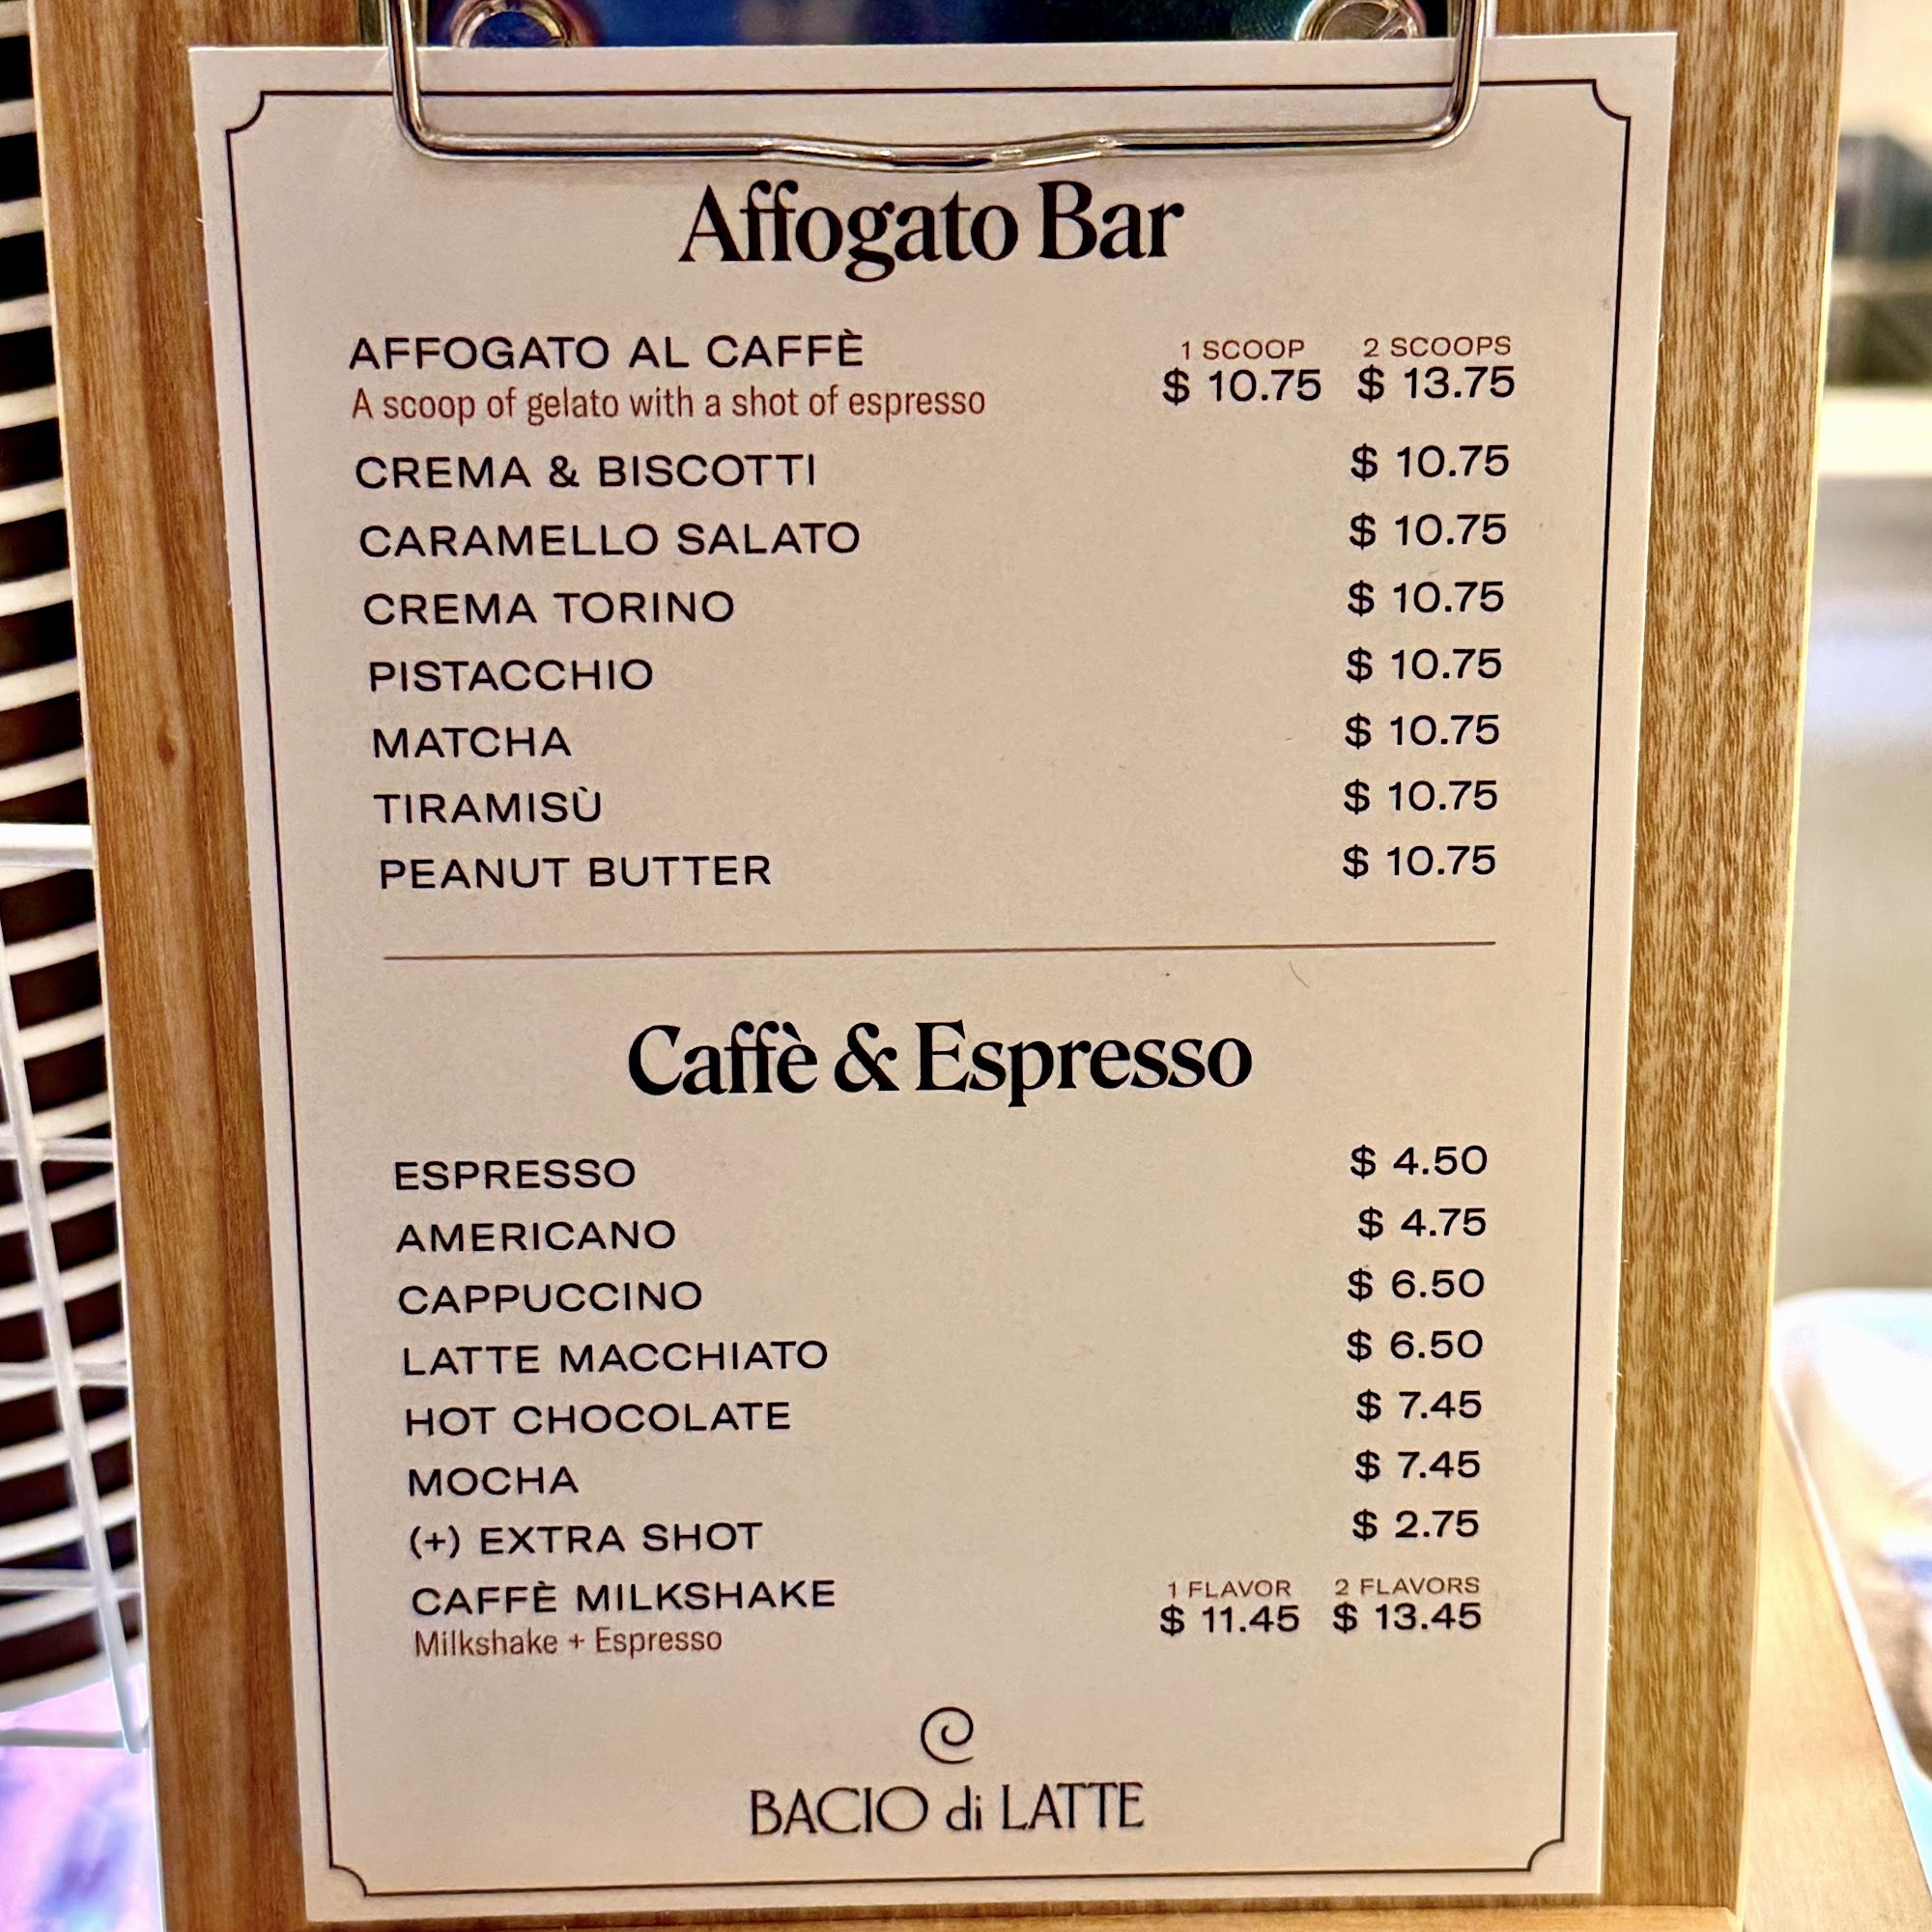 Affogato Bar
AFFOGATO AL CAFFÈ
A scoop of gelato with a shot of espresso
1 SCOOP 2 SCOOPS
$ 10.75 $ 13.75
CREMA & BISCOTTI $ 10.75
CARAMELLO SALATO $ 10.75
CREMA TORINO $ 10.75
PISTACCHIO $ 10.75
MATCHA $ 10.75
TIRAMISÙ $ 10.75
PEANUT BUTTER $ 10.75
Caffè & Espresso
ESPRESSO $ 4.50
AMERICANO $ 4.75
CAPPUCCINO $ 6.50
LATTE MACCHIATO $ 6.50
HOT CHOCOLATE $ 7.45
MOCHA $ 7.45
(+) EXTRA SHOT $ 2.75
CAFFÈ MILKSHAKE
Milkshake + Espresso
1 FLAVOR 2 FLAVORS
$ 11.45 $ 13.45
BACIO di LATTE